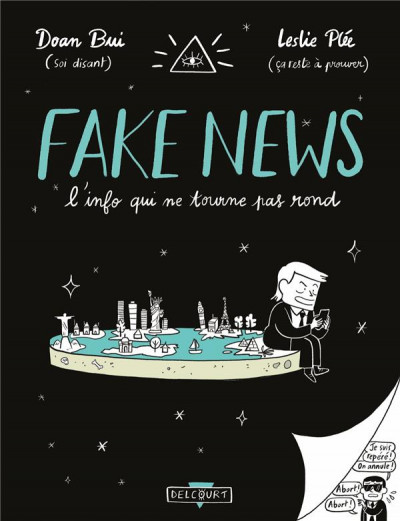 Doan Bui
(soi disant)
Leslie Plée
(ça reste à prouver)
FAKE NEWS
l'info qui ne tourne pas rond
Je suis
repéré!
On annule!
Abort!
Abort!
DELCOURT